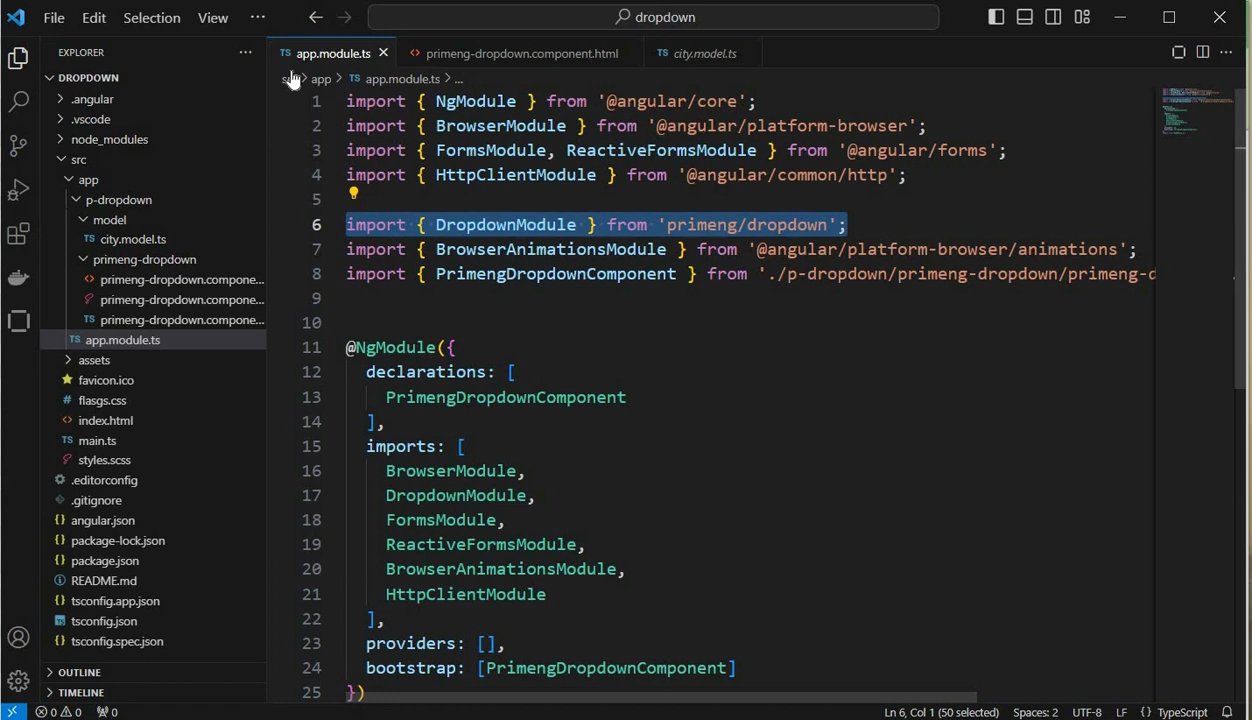 File Edit Selection View ... dropdown
EXPLORER ...
TS app.module.ts
primeng-dropdown.component.html
TS city.model.ts
DROPDOWN
.angular
.vscode
node_modules
src
app
p-dropdown
model
TS city.model.ts
primeng-dropdown
primeng-dropdown.compone...
primeng-dropdown.compone...
TS primeng-dropdown.compone...
TS app.module.ts
assets
favicon.ico
# flasgs.css
index.html
TS main.ts
styles.scss
.editorconfig
.gitignore
{} angular.json
{} package-lock.json
{} package.json
README.md
{} tsconfig.app.json
tsconfig.json
{} tsconfig.spec.json
OUTLINE
TIMELINE
> app > TS app.module.ts > ...
1 import { NgModule } from '@angular/core';
2 import { BrowserModule } from '@angular/platform-browser';
3 import { FormsModule, ReactiveFormsModule } from '@angular/forms';
4 import { HttpClientModule } from '@angular/common/http';
5
6 import { DropdownModule } from 'primeng/dropdown';
7 import { BrowserAnimationsModule } from '@angular/platform-browser/animations';
8 import { PrimengDropdownComponent } from './p-dropdown/primeng-dropdown/primeng-d
9
10
11 @NgModule({
12 declarations: [
13 PrimengDropdownComponent
14 ],
15 imports: [
16 BrowserModule,
17 DropdownModule,
18 FormsModule,
19 ReactiveFormsModule,
20 BrowserAnimationsModule,
21 HttpClientModule
22 ],
23 providers: [],
24 bootstrap: [PrimengDropdownComponent]
25 })
0 0 0 Ln 6, Col 1 (50 selected) Spaces: 2 UTF-8 LF {} TypeScript